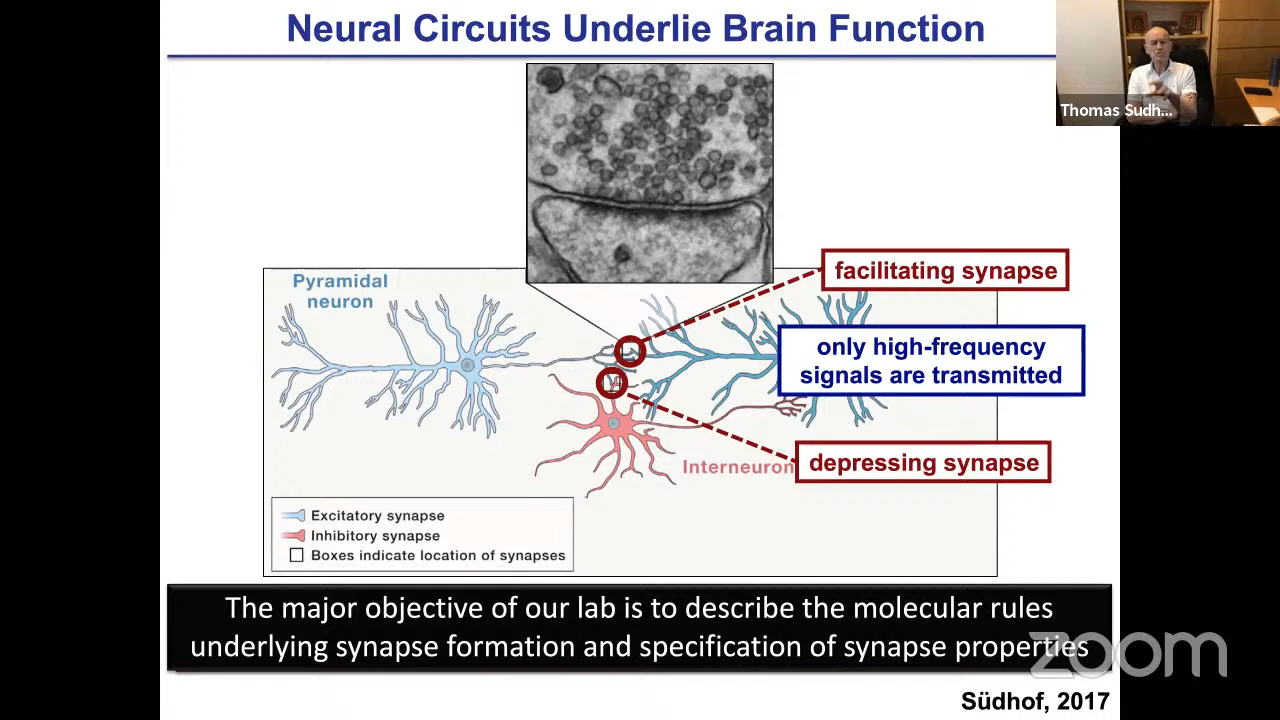 Neural Circuits Underlie Brain Function
Thomas Sudh...
facilitating synapse
Pyramidal
neuron
only high-frequency
signals are transmitted
depressing synapse
Interneuron
Excitatory synapse
Inhibitory synapse
Boxes indicate location of synapses
The major objective of our lab is to describe the molecular rules
underlying synapse formation and specification of synapse properties
zoom
Südhof, 2017